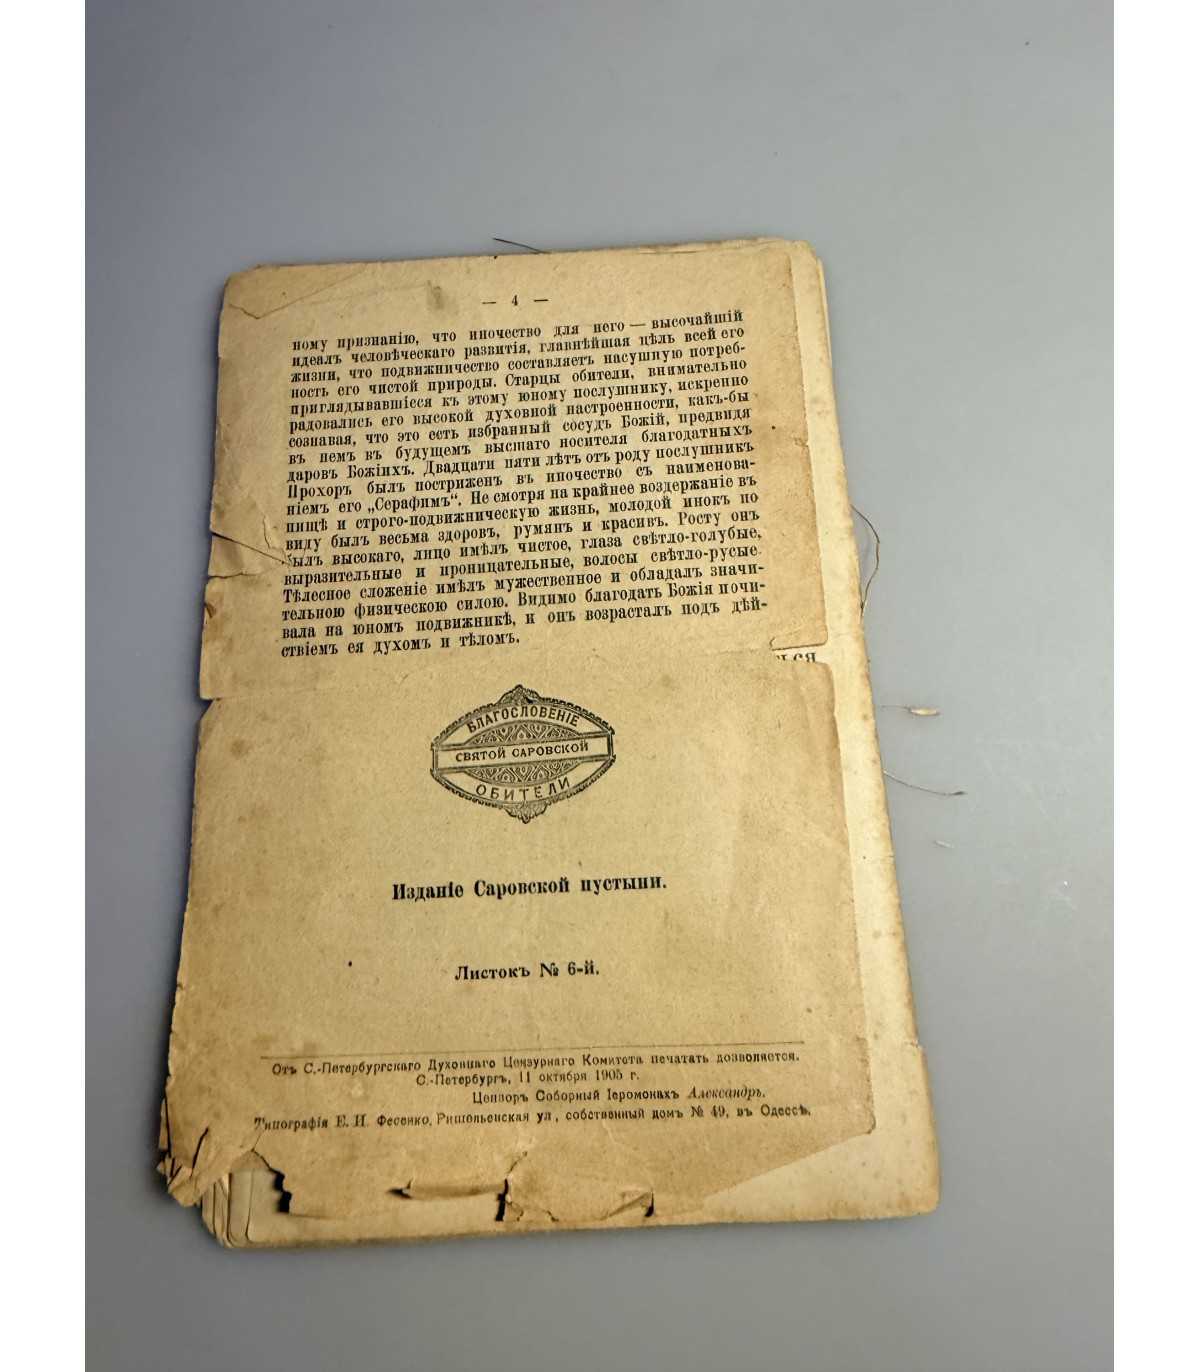 — 4 —
ному признанію, что иночество для него — высочайшій
идеалъ человѣческаго развитія, главнѣйшая цѣль всей его
жизни, что подвижничество составляетъ насущную потреб-
ность его чистой природы. Старцы обители, внимательно
приглядывавшіеся къ этому юному послушнику, искренно
радовались его высокой духовной настроенности, какъ-бы
сознавая, что это есть избранный сосудъ Божій, предвидя
въ немъ въ будущемъ высшаго носителя благодатныхъ
даровъ Божіихъ. Двадцати пяти лѣтъ отъ роду послушникъ
Прохоръ былъ постриженъ въ иночество съ наименова-
ніемъ его „Серафимъ“. Не смотря на крайнее воздержаніе въ
пищѣ и строго-подвижническую жизнь, молодой инокъ по
виду былъ весьма здоровъ, румянъ и красивъ. Росту онъ
былъ высокаго, лицо имѣлъ чистое, глаза свѣтло-голубые,
выразительные и проницательные, волосы свѣтло-русые.
Тѣлесное сложеніе имѣлъ мужественное и обладалъ значи-
тельною физическою силою. Видимо благодать Божія почи-
вала на юномъ подвижникѣ, и онъ возрасталъ подъ дѣй-
ствіемъ ея духомъ и тѣломъ.
ься
БЛАГОСЛОВЕНІЕ
СВЯТОЙ САРОВСКОЙ
ОБИТЕЛИ
Изданіе Саровской пустыни.
Листокъ № 6-й.
Отъ С.-Петербургскаго Духовнаго Цензурнаго Комитета печатать дозволяется.
С.-Петербургъ, 11 октября 1905 г.
Цензоръ Соборный Іеромонахъ Александръ.
Типографія Е. И. Фесенко, Ришельевская ул., собственный домъ № 49, въ Одессѣ.